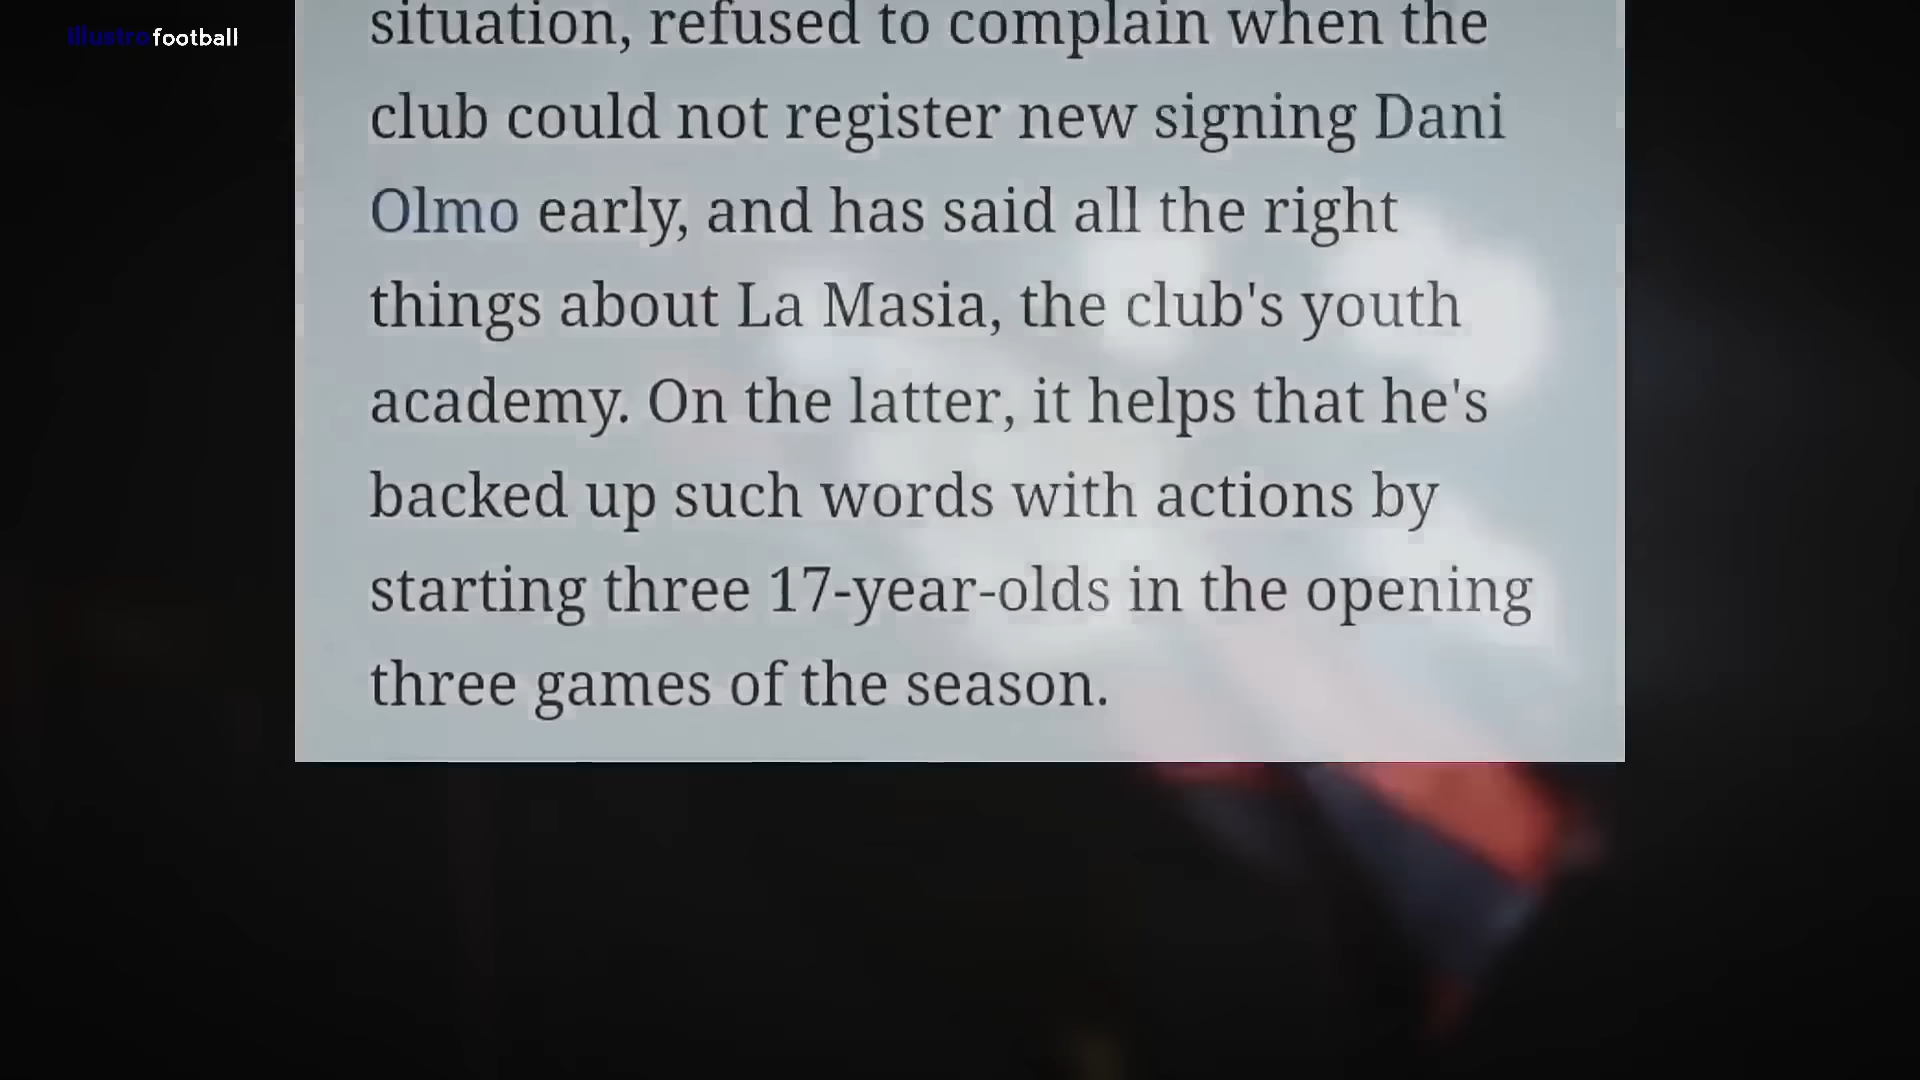 illustrofootball
situation, refused to complain when the
club could not register new signing Dani
Olmo early, and has said all the right
things about La Masia, the club's youth
academy. On the latter, it helps that he's
backed up such words with actions by
starting three 17-year-olds in the opening
three games of the season.